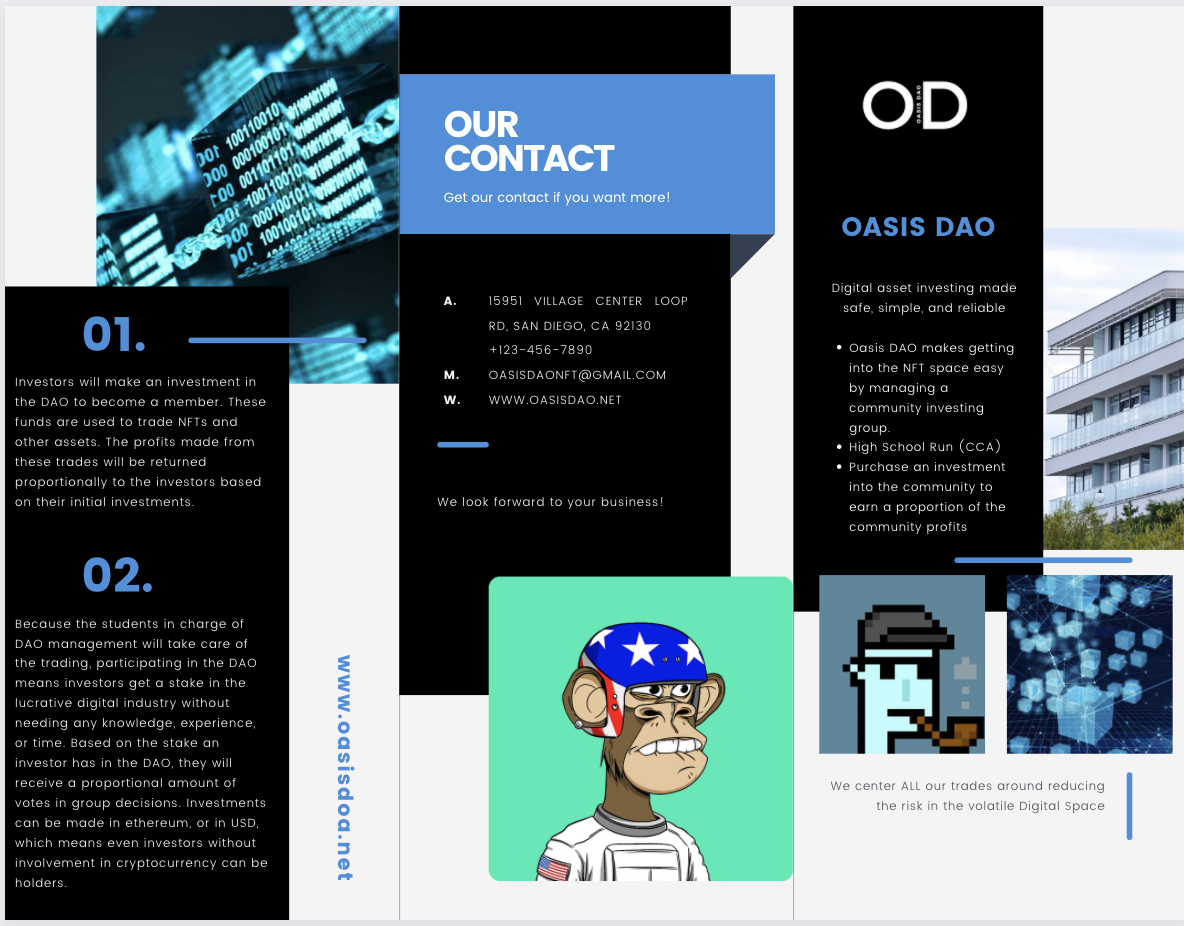 01.
Investors will make an investment in
the DAO to become a member. These
funds are used to trade NFTs and
other assets. The profits made from
these trades will be returned
proportionally to the investors based
on their initial investments.
02.
Because the students in charge of
DAO management will take care of
the trading, participating in the DAO
means investors get a stake in the
lucrative digital industry without
needing any knowledge, experience,
or time. Based on the stake an
investor has in the DAO, they will
receive a proportional amount of
votes in group decisions. Investments
can be made in ethereum, or in USD,
which means even investors without
involvement in cryptocurrency can be
holders.
www.oasisdoa.net
OUR
CONTACT
Get our contact if you want more!
A. 15951 VILLAGE CENTER LOOP
RD, SAN DIEGO, CA 92130
+123-456-7890
M. OASISDAONFT@GMAIL.COM
W. WWW.OASISDAO.NET
We look forward to your business!
OD
OASIS DAO
OASIS DAO
Digital asset investing made
safe, simple, and reliable
• Oasis DAO makes getting
into the NFT space easy
by managing a
community investing
group.
• High School Run (CCA)
• Purchase an investment
into the community to
earn a proportion of the
community profits
We center ALL our trades around reducing
the risk in the volatile Digital Space